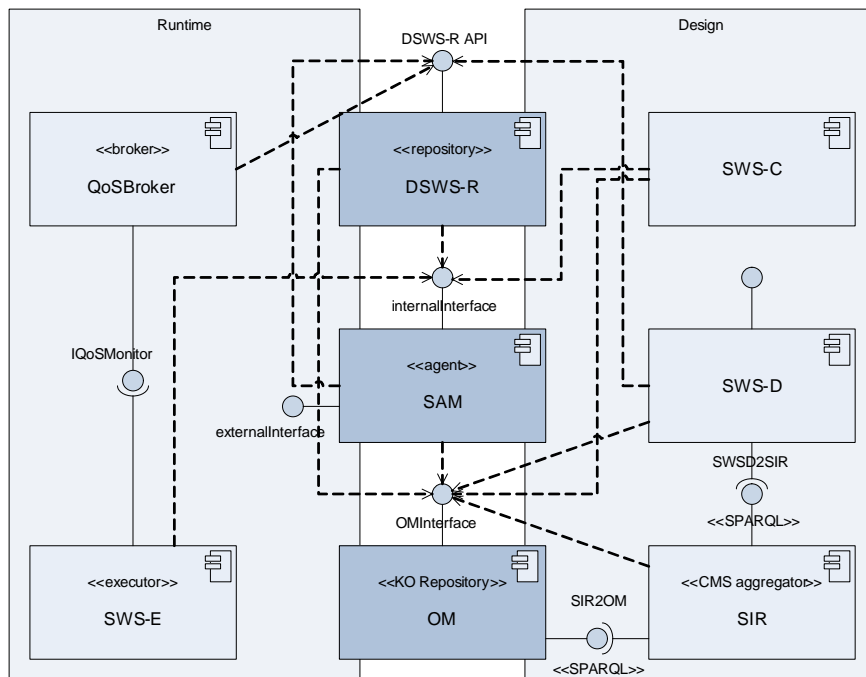 Runtime
Design
DSWS-R API
<<broker>>
QoSBroker
<<repository>>
DSWS-R
SWS-C
internalInterface
IQoSMonitor
<<agent>>
SAM
SWS-D
externalInterface
SWSD2SIR
OMInterface
<<SPARQL>>
<<executor>>
SWS-E
<<KO Repository>>
OM
SIR2OM
<<CMS aggregator>>
SIR
<<SPARQL>>